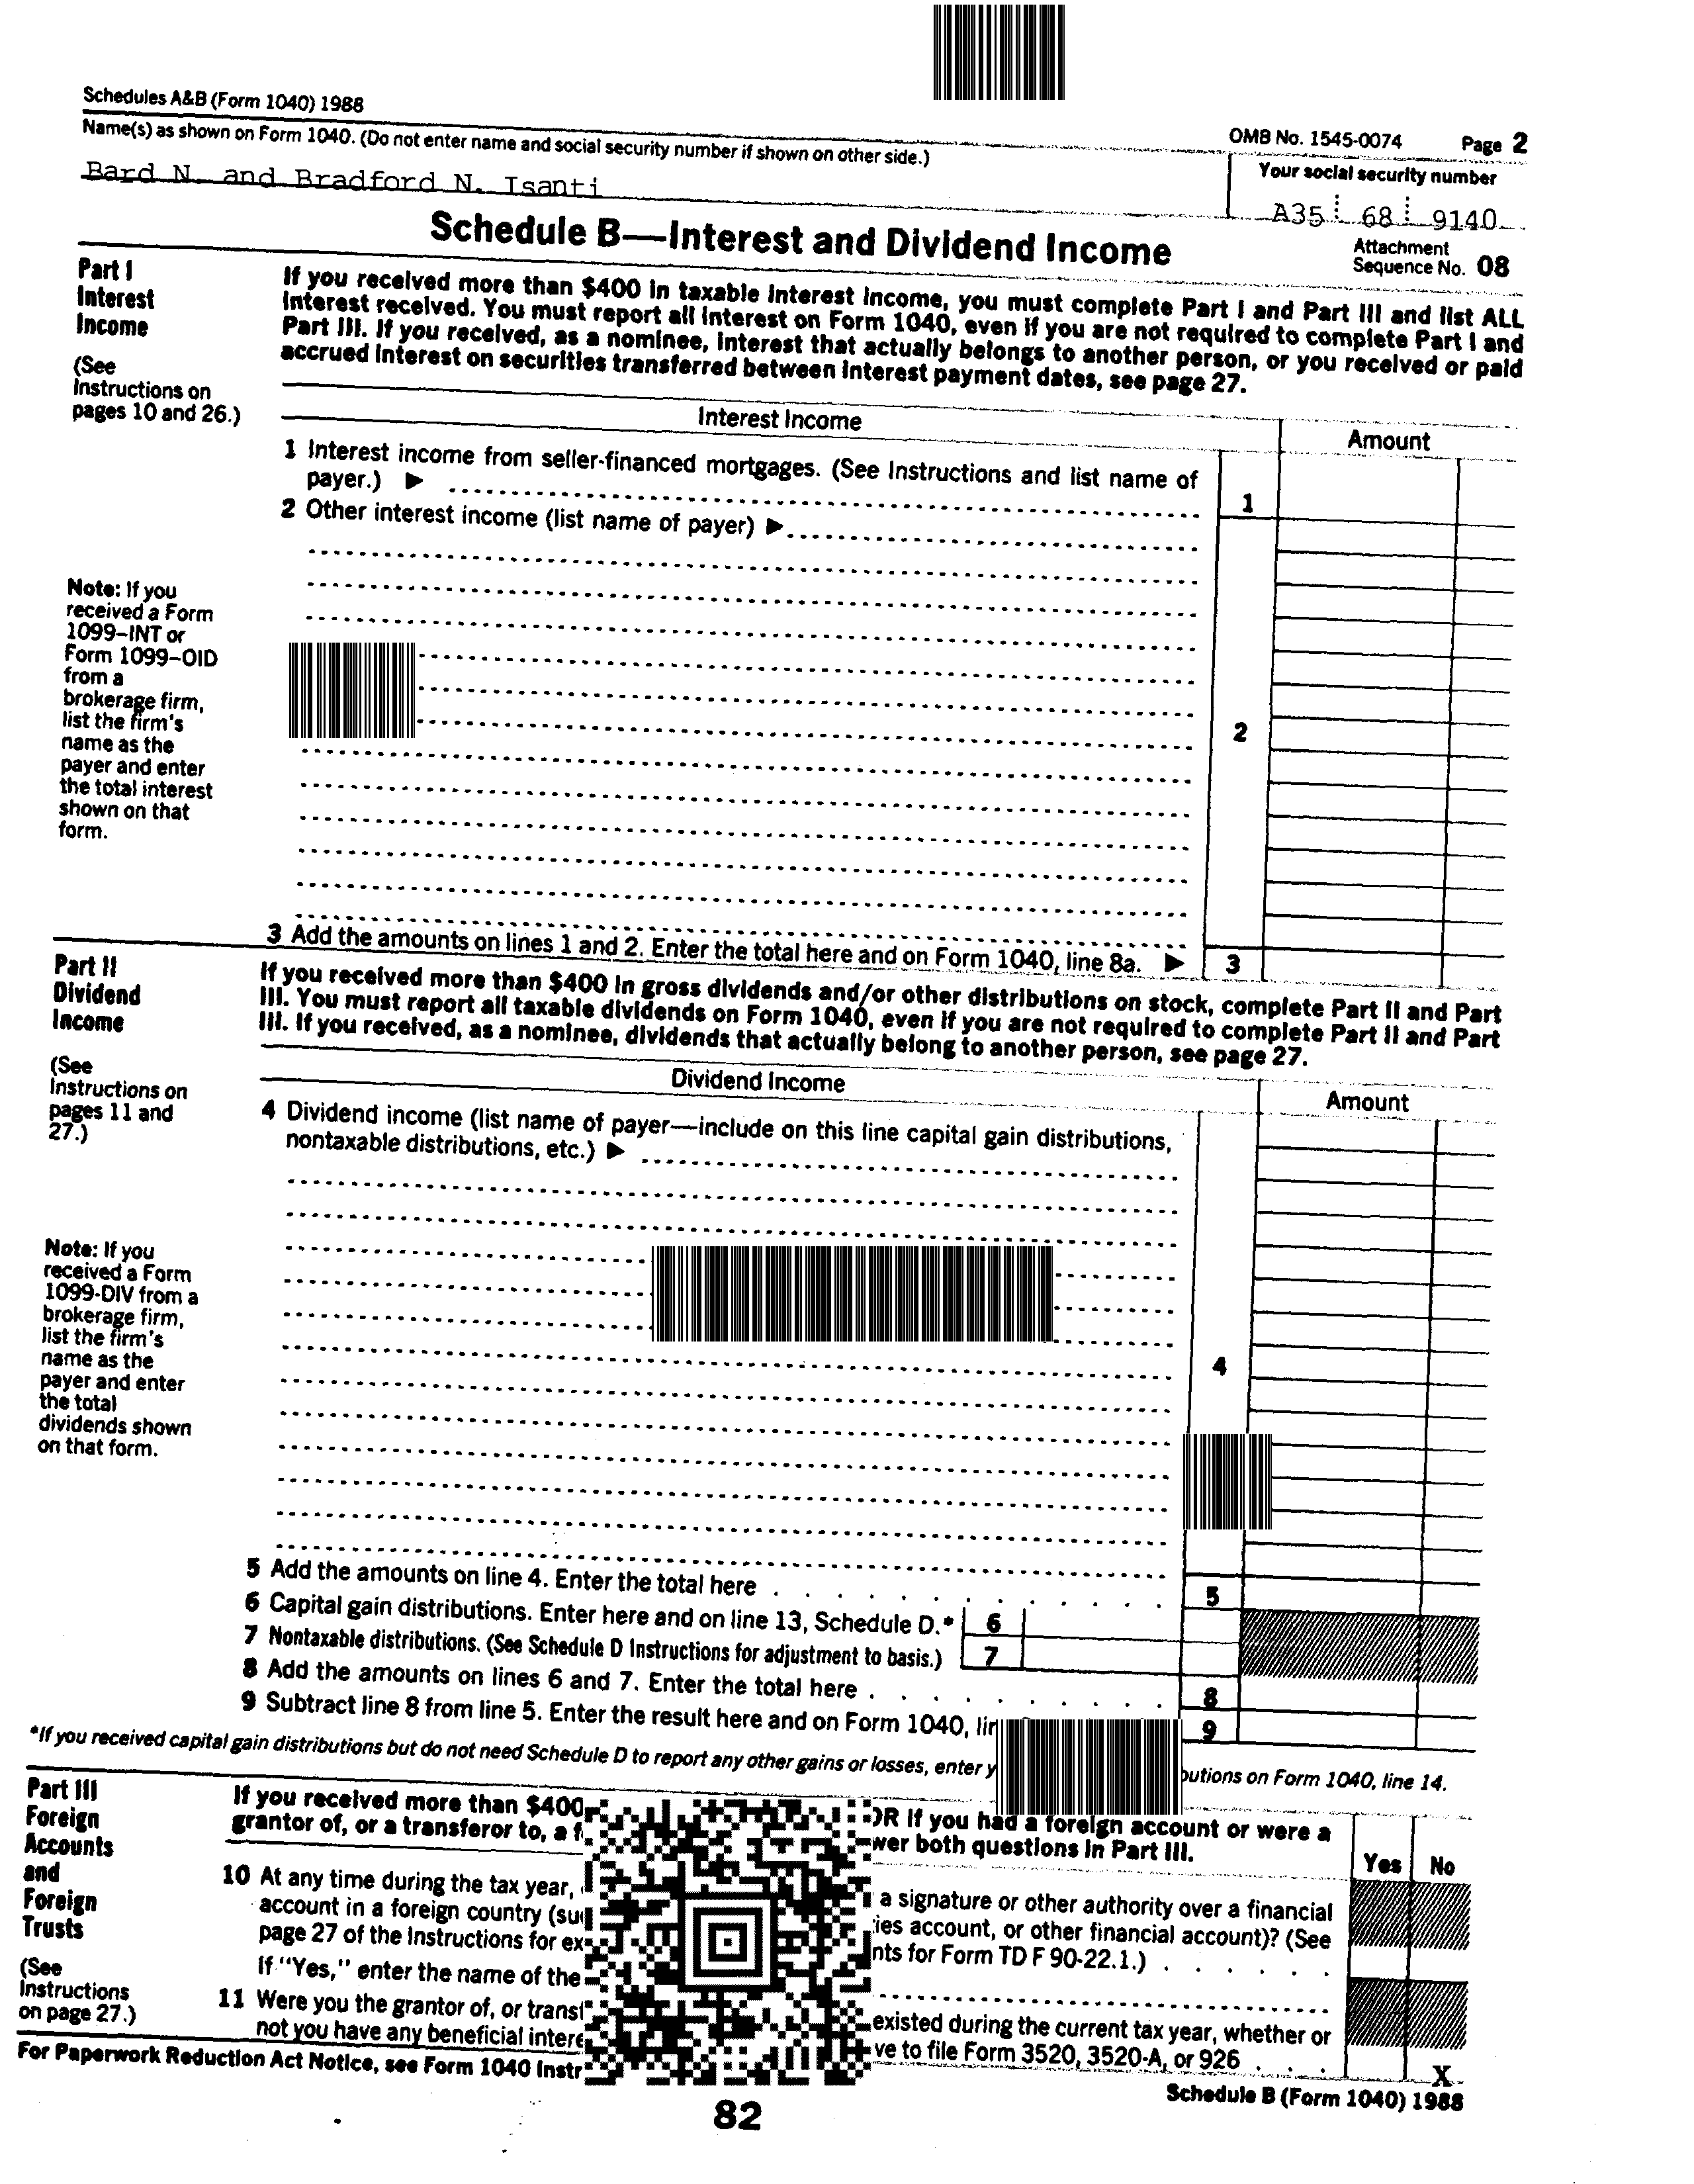 Schedules A&B (Form 1040) 1988
OMB No. 1545-0074 Page 2
Name(s) as shown on Form 1040. (Do not enter name and social security number if shown on other side.)
Your social security number
Bard N. and Bradford N. Isanti
A35 68 9140
Schedule B—Interest and Dividend Income
Attachment
Sequence No. 08
Part I
Interest
Income
(See
Instructions on
pages 10 and 26.)
If you received more than $400 in taxable interest income, you must complete Part I and Part III and list ALL
interest received. You must report all interest on Form 1040, even if you are not required to complete Part I and
Part III. If you received, as a nominee, interest that actually belongs to another person, or you received or paid
accrued interest on securities transferred between interest payment dates, see page 27.
Interest Income
Amount
1 Interest income from seller-financed mortgages. (See Instructions and list name of
payer.) ▶
1
2 Other interest income (list name of payer) ▶
Note: If you
received a Form
1099–INT or
Form 1099–OID
from a
brokerage firm,
list the firm's
name as the
payer and enter
the total interest
shown on that
form.
2
3 Add the amounts on lines 1 and 2. Enter the total here and on Form 1040, line 8a. ▶ 3
Part II
Dividend
Income
(See
Instructions on
pages 11 and
27.)
If you received more than $400 in gross dividends and/or other distributions on stock, complete Part II and Part
III. You must report all taxable dividends on Form 1040, even if you are not required to complete Part II and Part
III. If you received, as a nominee, dividends that actually belong to another person, see page 27.
Dividend Income
Amount
4 Dividend income (list name of payer—include on this line capital gain distributions,
nontaxable distributions, etc.) ▶
Note: If you
received a Form
1099-DIV from a
brokerage firm,
list the firm's
name as the
payer and enter
the total
dividends shown
on that form.
4
5 Add the amounts on line 4. Enter the total here . . . . . . . . . . . . 5
6 Capital gain distributions. Enter here and on line 13, Schedule D.* 6
7 Nontaxable distributions. (See Schedule D Instructions for adjustment to basis.) 7
8 Add the amounts on lines 6 and 7. Enter the total here . . . . . . . . . . 8
9 Subtract line 8 from line 5. Enter the result here and on Form 1040, 9
*If you received capital gain distributions but do not need Schedule D to report any other gains or losses, enter
on Form 1040, line 14.
Part III
Foreign
Accounts
and
Foreign
Trusts
(See
Instructions
on page 27.)
If you received more than $400 OR if you had a foreign account or were a
grantor of, or a transferor to, a both questions in Part III.
Yes No
10 At any time during the tax year, a signature or other authority over a financial
account in a foreign country account, or other financial account)? (See
page 27 of the Instructions for for Form TD F 90-22.1.) . . . . . .
If "Yes," enter the name of the
11 Were you the grantor of, or existed during the current tax year, whether or
not you have any beneficial to file Form 3520, 3520-A, or 926 . . . X
For Paperwork Reduction Act Notice, see Form 1040
Schedule B (Form 1040) 1988
82